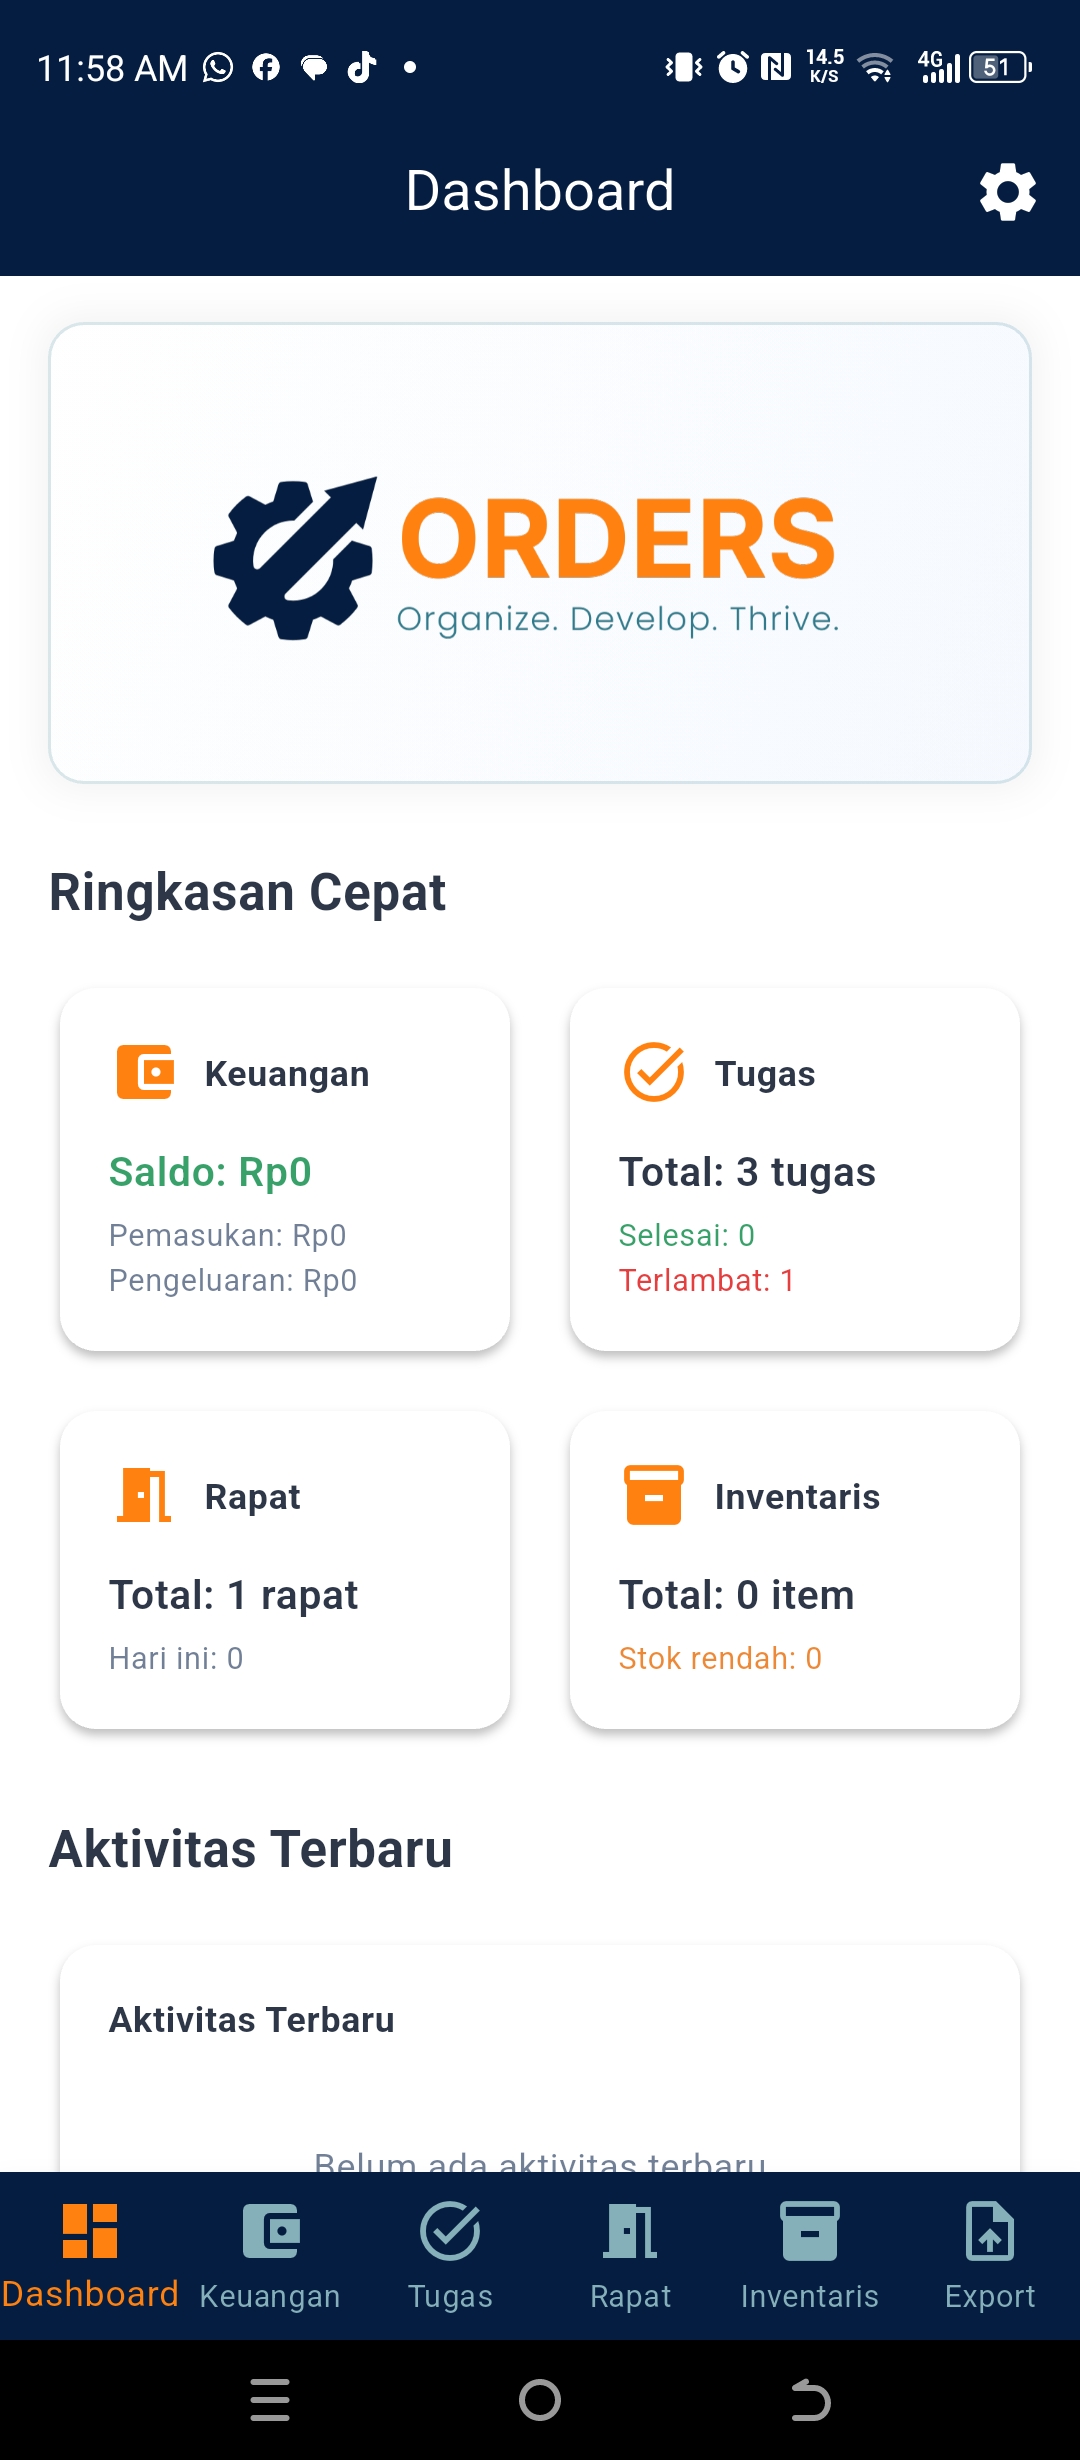 11:58 AM
14.5 K/S
4G
51
Dashboard
ORDERS
Organize. Develop. Thrive.
Ringkasan Cepat
Keuangan
Saldo: Rp0
Pemasukan: Rp0
Pengeluaran: Rp0
Tugas
Total: 3 tugas
Selesai: 0
Terlambat: 1
Rapat
Total: 1 rapat
Hari ini: 0
Inventaris
Total: 0 item
Stok rendah: 0
Aktivitas Terbaru
Aktivitas Terbaru
Belum ada aktivitas terbaru
Dashboard
Keuangan
Tugas
Rapat
Inventaris
Export